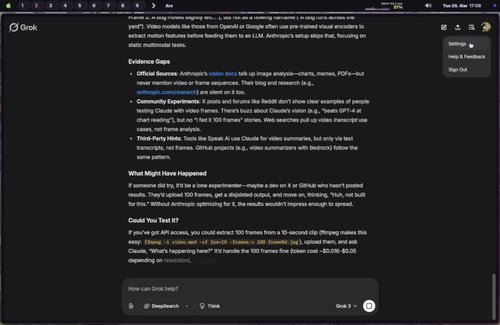 1 2 3 4 5 6 7 8 9
Arc
37%
Tue 25. Mar 17:08
Grok
Settings
Help & Feedback
Sign Out
yard"). Video models like those from OpenAI or Google often use pre-trained visual encoders to
extract motion features before feeding them to an LLM. Anthropic's setup skips that, focusing
on static multimodal tasks.
Evidence Gaps
• Official Sources: Anthropic's vision docs talk up image analysis—charts, memes, PDFs—but
never mention video or frame sequences. Their blog and research (e.g.,
anthropic.com/research) are silent on it too.
• Community Experiments: X posts and forums like Reddit don't show clear examples of people
testing Claude with video frames. There's buzz about Claude's vision (e.g., "beats GPT-4 at
chart reading"), but no "I fed it 100 frames" stories. Web searches pull up video transcript use
cases, not frame analysis.
• Third-Party Hints: Tools like Speak Ai use Claude for video summaries, but only via text
transcripts, not frames. GitHub projects (e.g., video summarizers with Bedrock) follow the
same pattern.
What Might Have Happened
If someone did try, it'd be a lone experimenter—maybe a dev on X or GitHub who hasn't posted
results. They'd upload 100 frames, get a disjointed output, and move on, thinking, "Huh, not
built for this." Without Anthropic optimizing for it, the results wouldn't impress enough to spread.
Could You Test It?
If you've got API access, you could extract 100 frames from a 10-second clip (ffmpeg makes this
easy: ffmpeg -i video.mp4 -vf fps=10 -frames:v 100 frame%d.jpg), upload them, and ask
Claude, "What's happening here?" It'd handle the 100 frames fine (token cost ~$0.016-$0.05
depending on resolution),
How can Grok help?
DeepSearch
Think
Grok 3